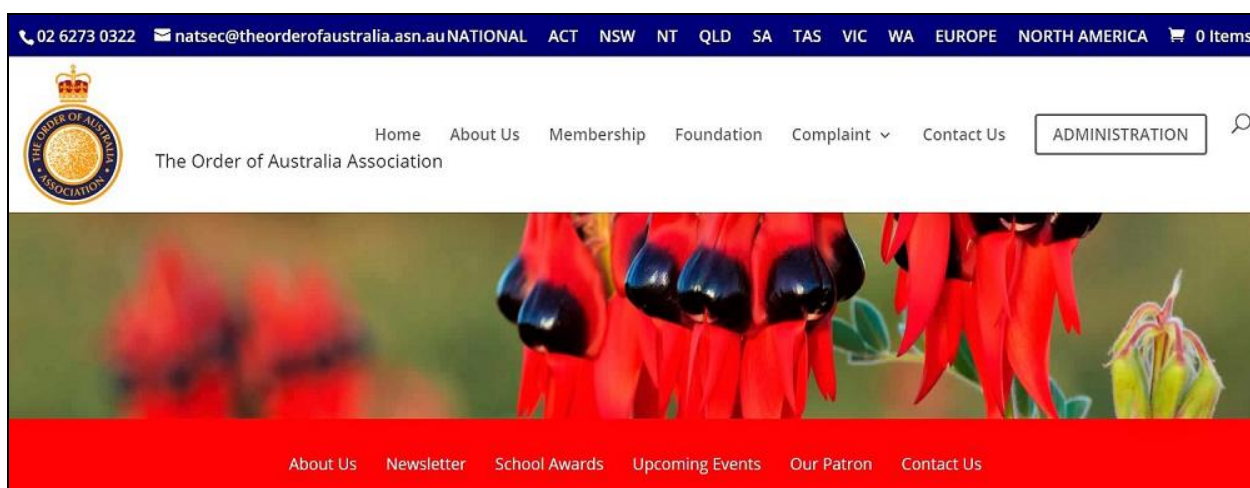 02 6273 0322 natsec@theorderofaustralia.asn.au NATIONAL ACT NSW NT QLD SA TAS VIC WA EUROPE NORTH AMERICA 0 Items
THE ORDER OF AUSTRALIA
ASSOCIATION
Home About Us Membership Foundation Complaint Contact Us ADMINISTRATION
The Order of Australia Association
About Us Newsletter School Awards Upcoming Events Our Patron Contact Us